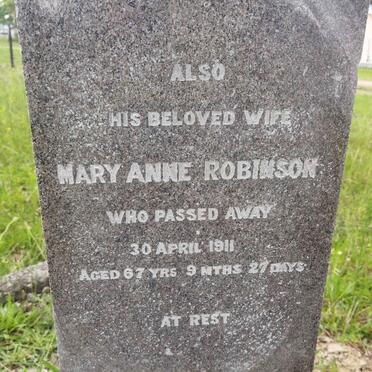 ALSO
HIS BELOVED WIFE
MARY ANNE ROBINSON
WHO PASSED AWAY
30 APRIL 1911
AGED 67 YRS 9 MTHS 27 DAYS
AT REST